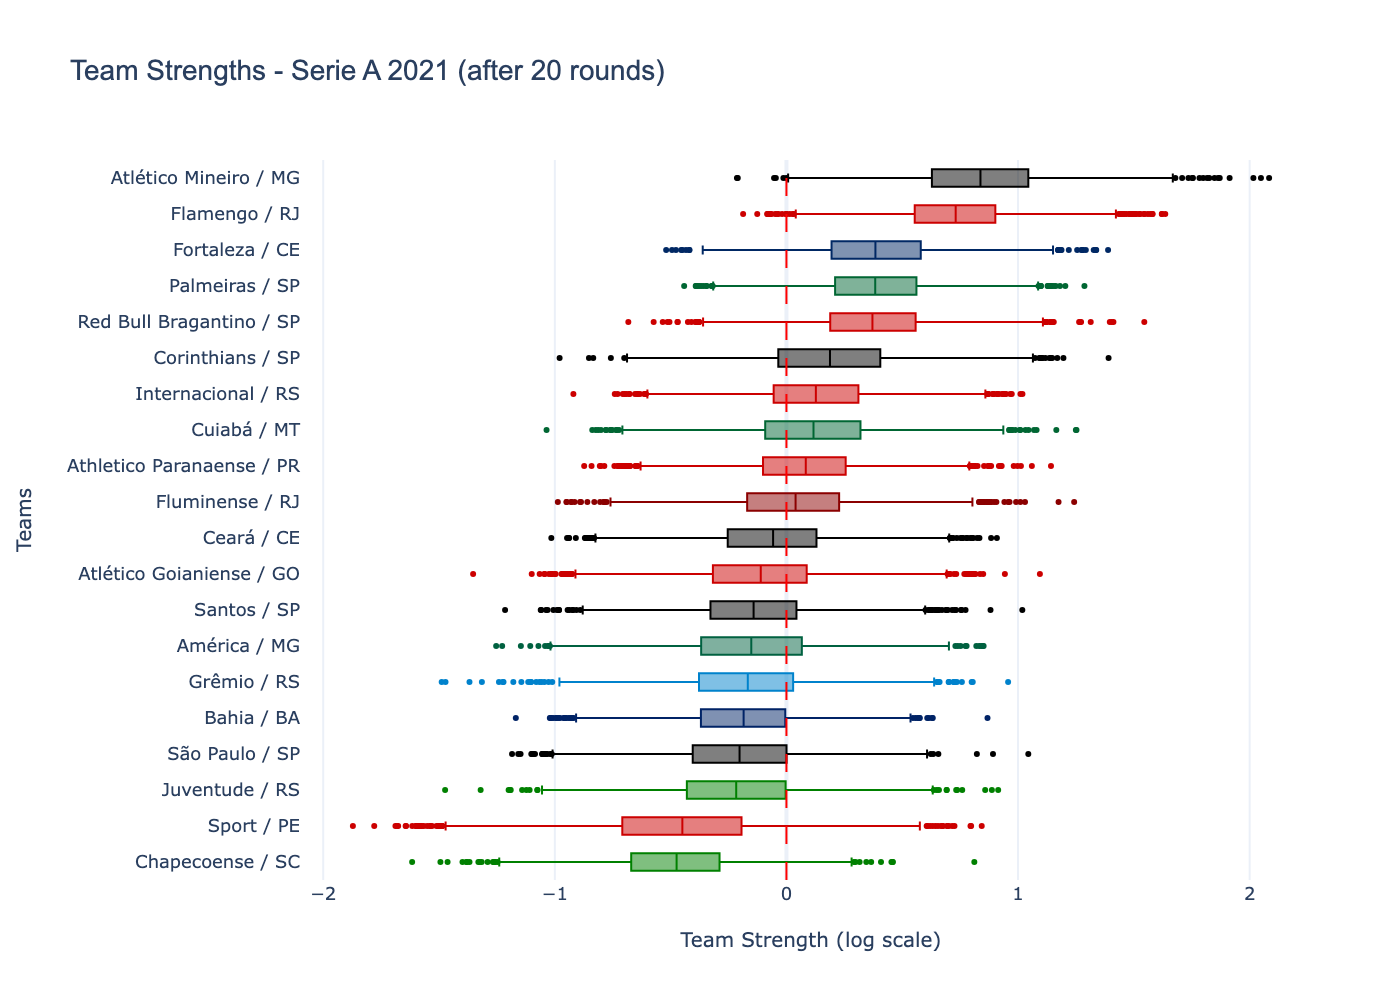 Team Strengths - Serie A 2021 (after 20 rounds)
Teams
Atlético Mineiro / MG
Flamengo / RJ
Fortaleza / CE
Palmeiras / SP
Red Bull Bragantino / SP
Corinthians / SP
Internacional / RS
Cuiabá / MT
Athletico Paranaense / PR
Fluminense / RJ
Ceará / CE
Atlético Goianiense / GO
Santos / SP
América / MG
Grêmio / RS
Bahia / BA
São Paulo / SP
Juventude / RS
Sport / PE
Chapecoense / SC
−2 −1 0 1 2
Team Strength (log scale)